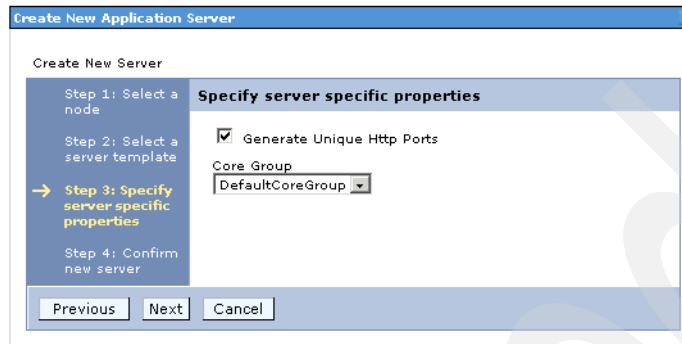 Create New Application Server
Create New Server
Step 1: Select a
node
Step 2: Select a
server template
Step 3: Specify
server specific
properties
Step 4: Confirm
new server
Specify server specific properties
Generate Unique Http Ports
Core Group
DefaultCoreGroup
Previous
Next
Cancel